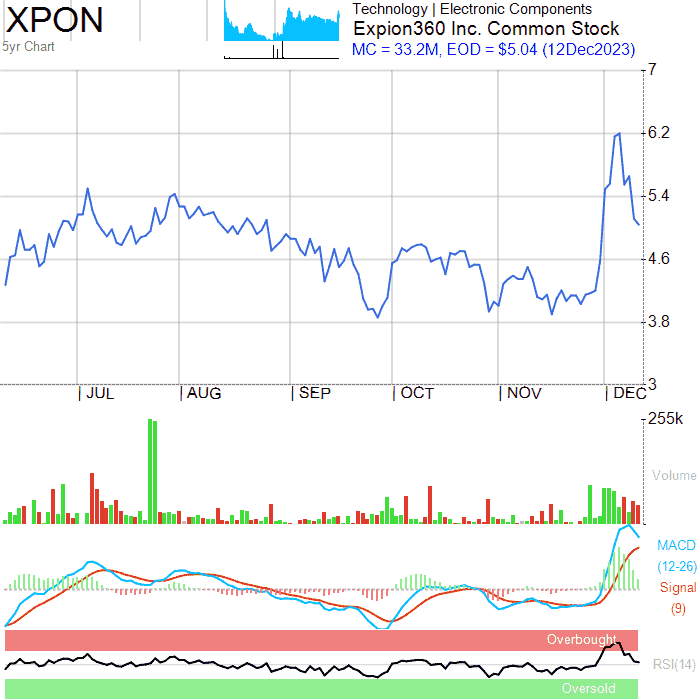 XPON
5yr Chart
Technology | Electronic Components
Expion360 Inc. Common Stock
MC = 33.2M, EOD = $5.04 (12Dec2023)
7
6.2
5.4
4.6
3.8
3
| JUL | AUG | SEP | OCT | NOV | DEC
255k
Volume
MACD
(12-26)
Signal
(9)
Overbought
RSI(14)
Oversold